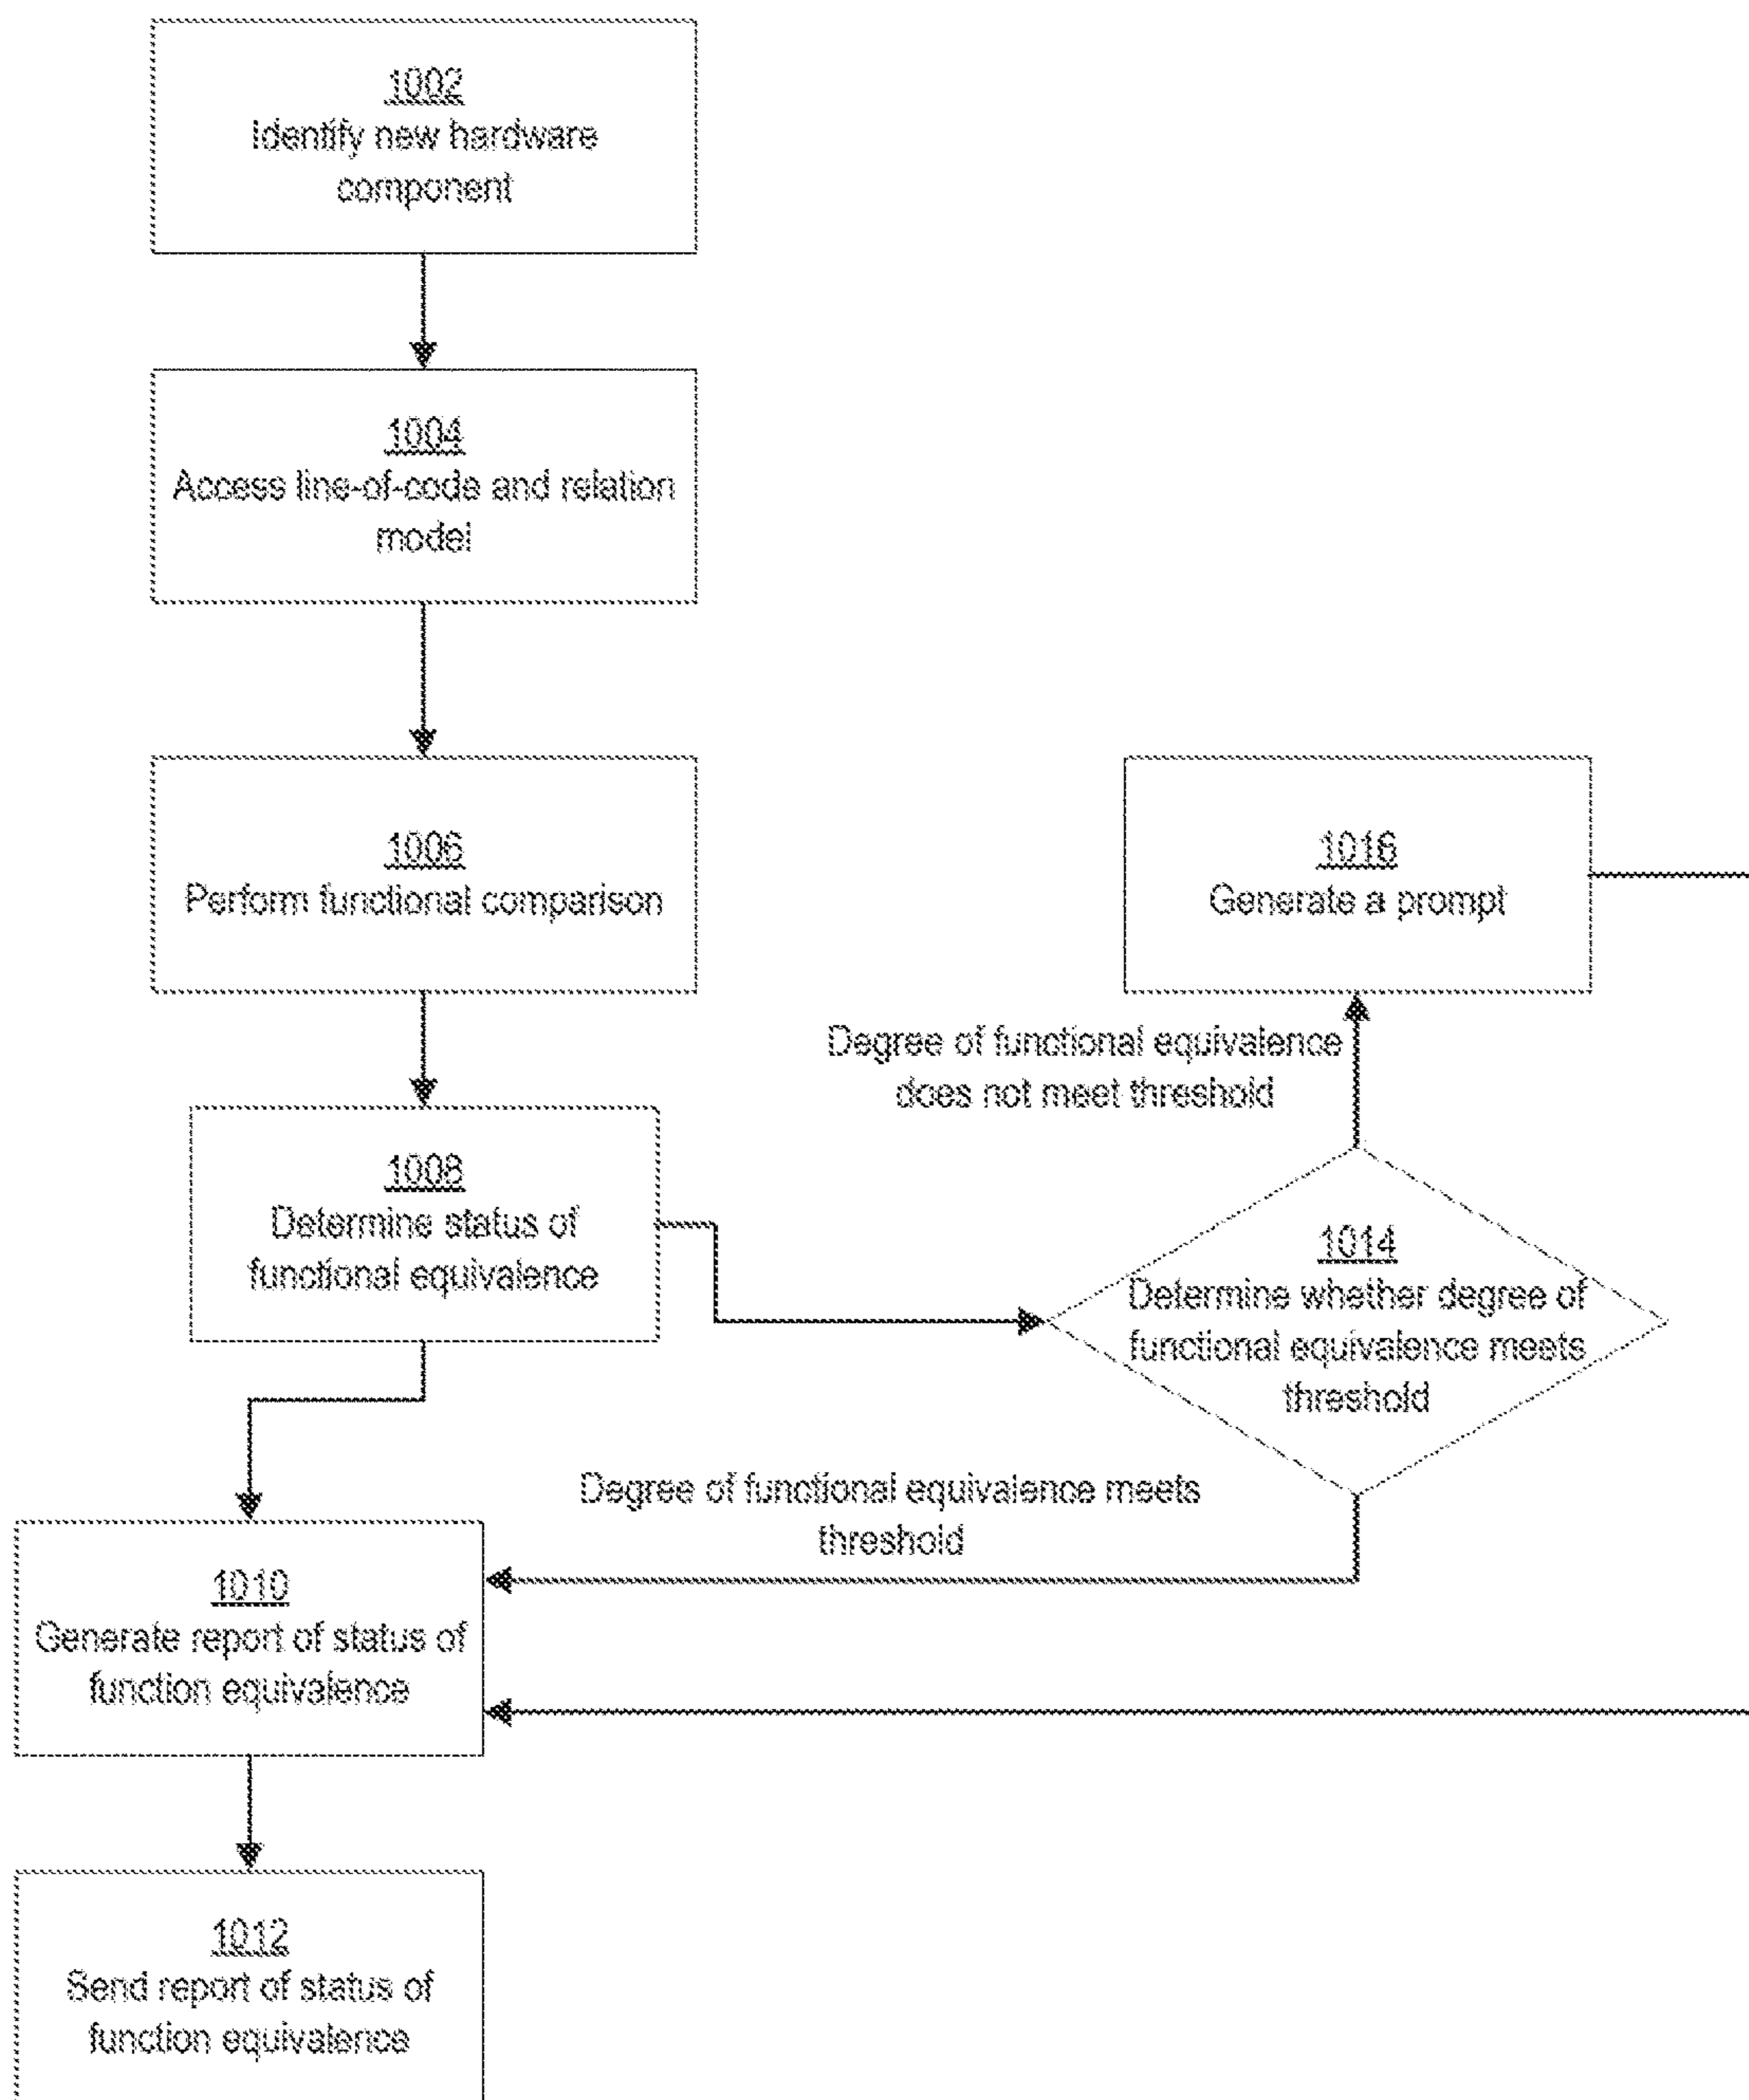 1002
Identify new hardware
component
1004
Access line-of-code and relation
model
1006
Perform functional comparison
1016
Generate a prompt
Degree of functional equivalence
does not meet threshold
1008
Determine status of
functional equivalence
1014
Determine whether degree of
functional equivalence meets
threshold
Degree of functional equivalence meets
threshold
1010
Generate report of status of
function equivalence
1012
Send report of status of
function equivalence